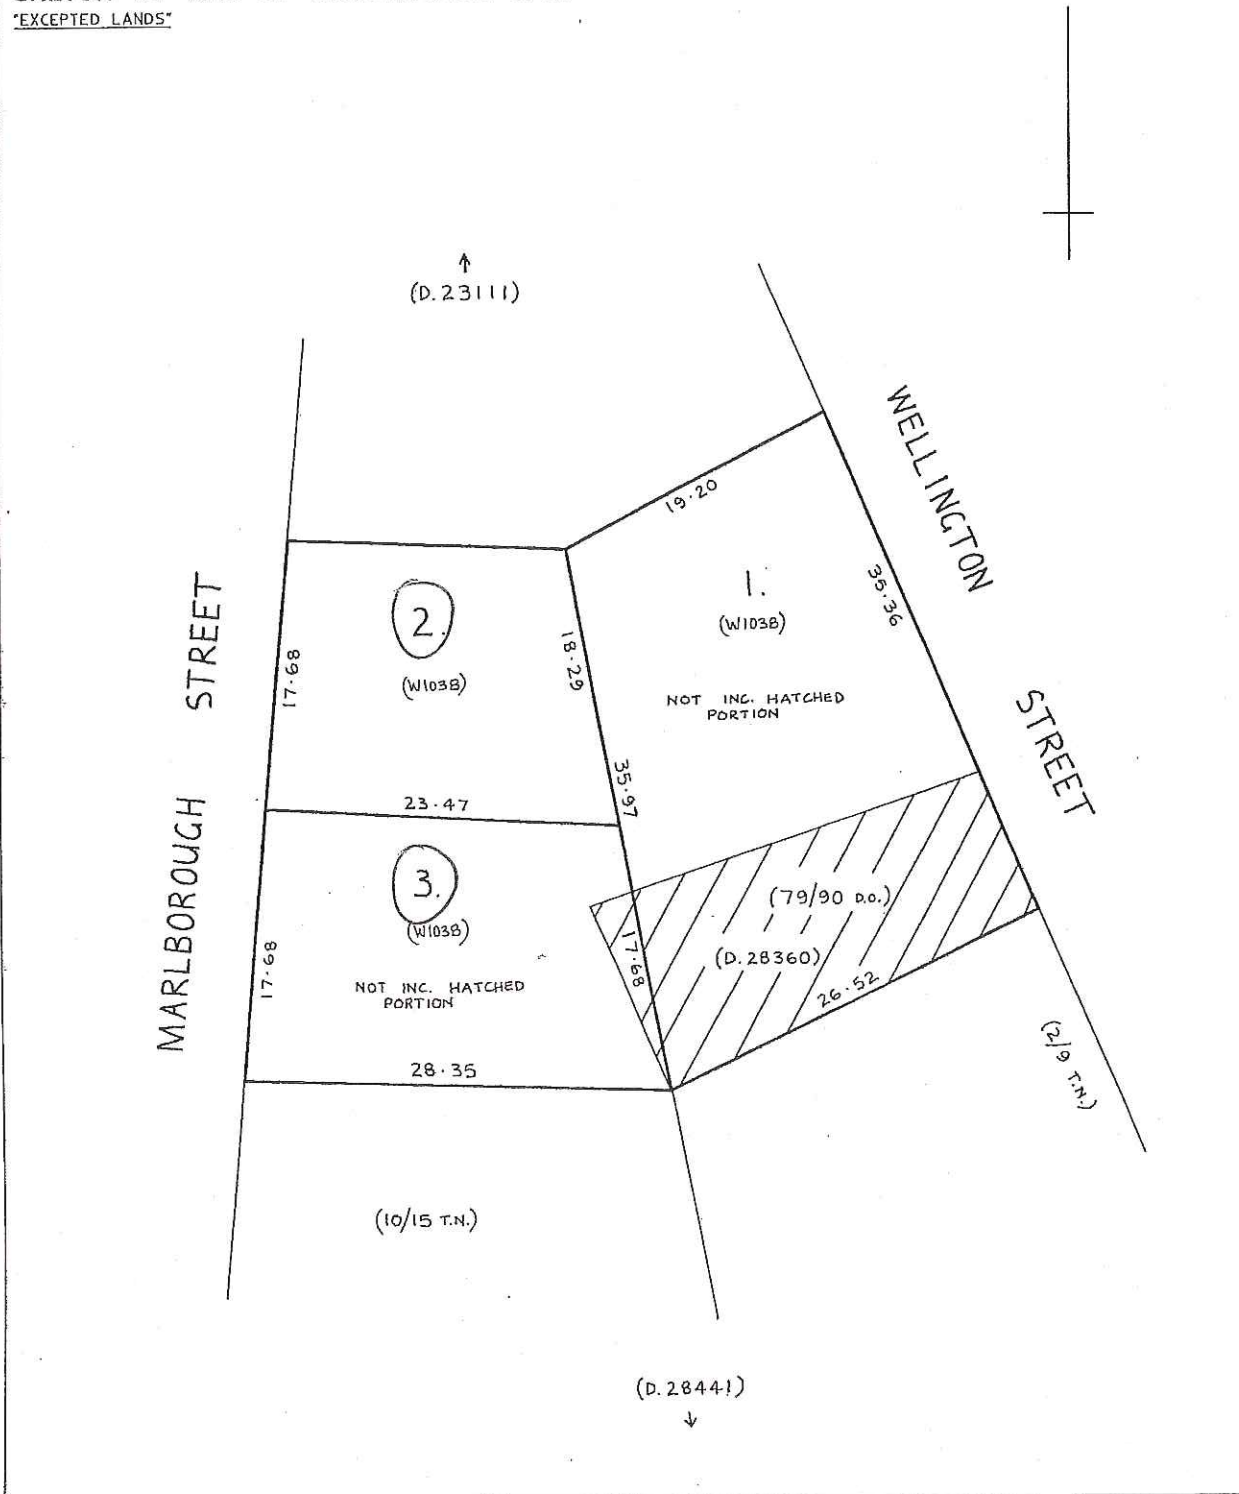 "EXCEPTED LANDS"
(D.23111)
WELLINGTON STREET
19·20
35·36
1.
(W1038)
NOT INC. HATCHED
PORTION
MARLBOROUGH STREET
17·68
2.
(W1038)
18·29
35·97
23·47
3.
(W1038)
NOT INC. HATCHED
PORTION
17·68
17·68
28·35
(79/90 D.O.)
(D.28360)
26·52
(2/9 T.N.)
(10/15 T.N.)
(D.28441)